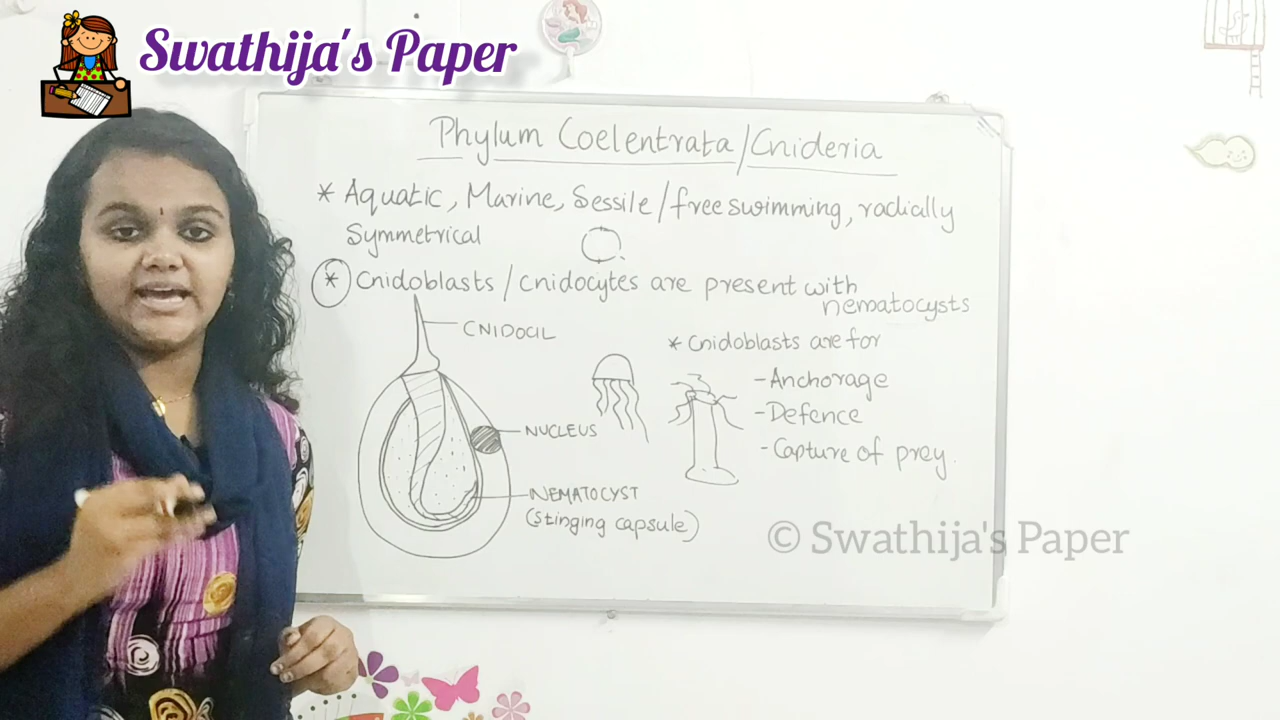 Swathija's Paper
Phylum Coelentrata/Cnideria
* Aquatic, Marine, Sessile/free swimming, radially
Symmetrical
* Cnidoblasts / cnidocytes are present with
nematocysts
CNIDOCIL
* Cnidoblasts are for
- Anchorage
- Defence
- Capture of prey.
NUCLEUS
NEMATOCYST
(stinging capsule)
© Swathija's Paper